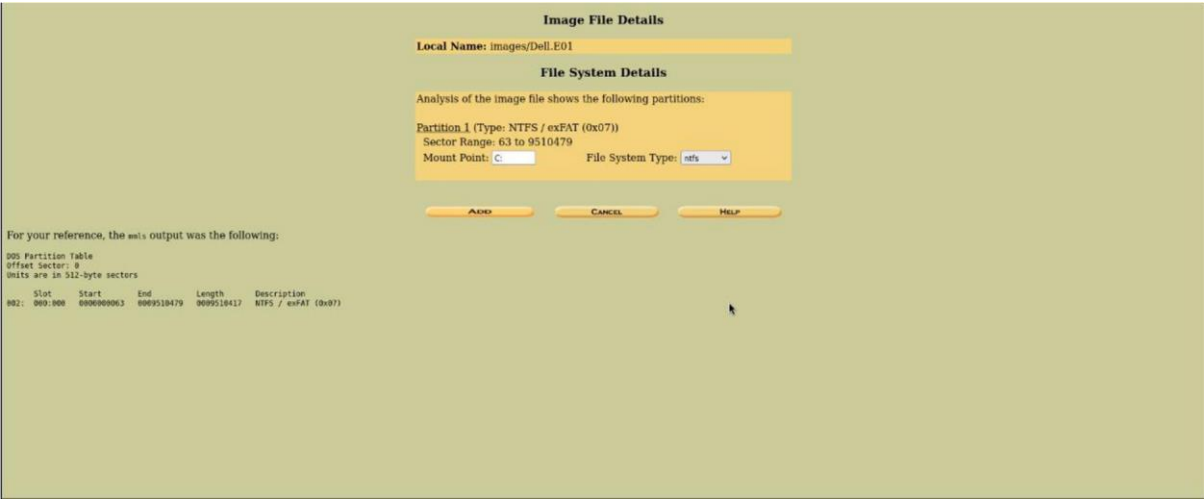 Image File Details
Local Name: images/Dell.E01
File System Details
Analysis of the image file shows the following partitions:
Partition 1 (Type: NTFS / exFAT (0x07))
Sector Range: 63 to 9510479
Mount Point: C: File System Type: ntfs
ADD CANCEL HELP
For your reference, the mmls output was the following:
DOS Partition Table
Offset Sector: 0
Units are in 512-byte sectors
Slot Start End Length Description
002: 000:000 0000000063 0009510479 0009510417 NTFS / exFAT (0x07)